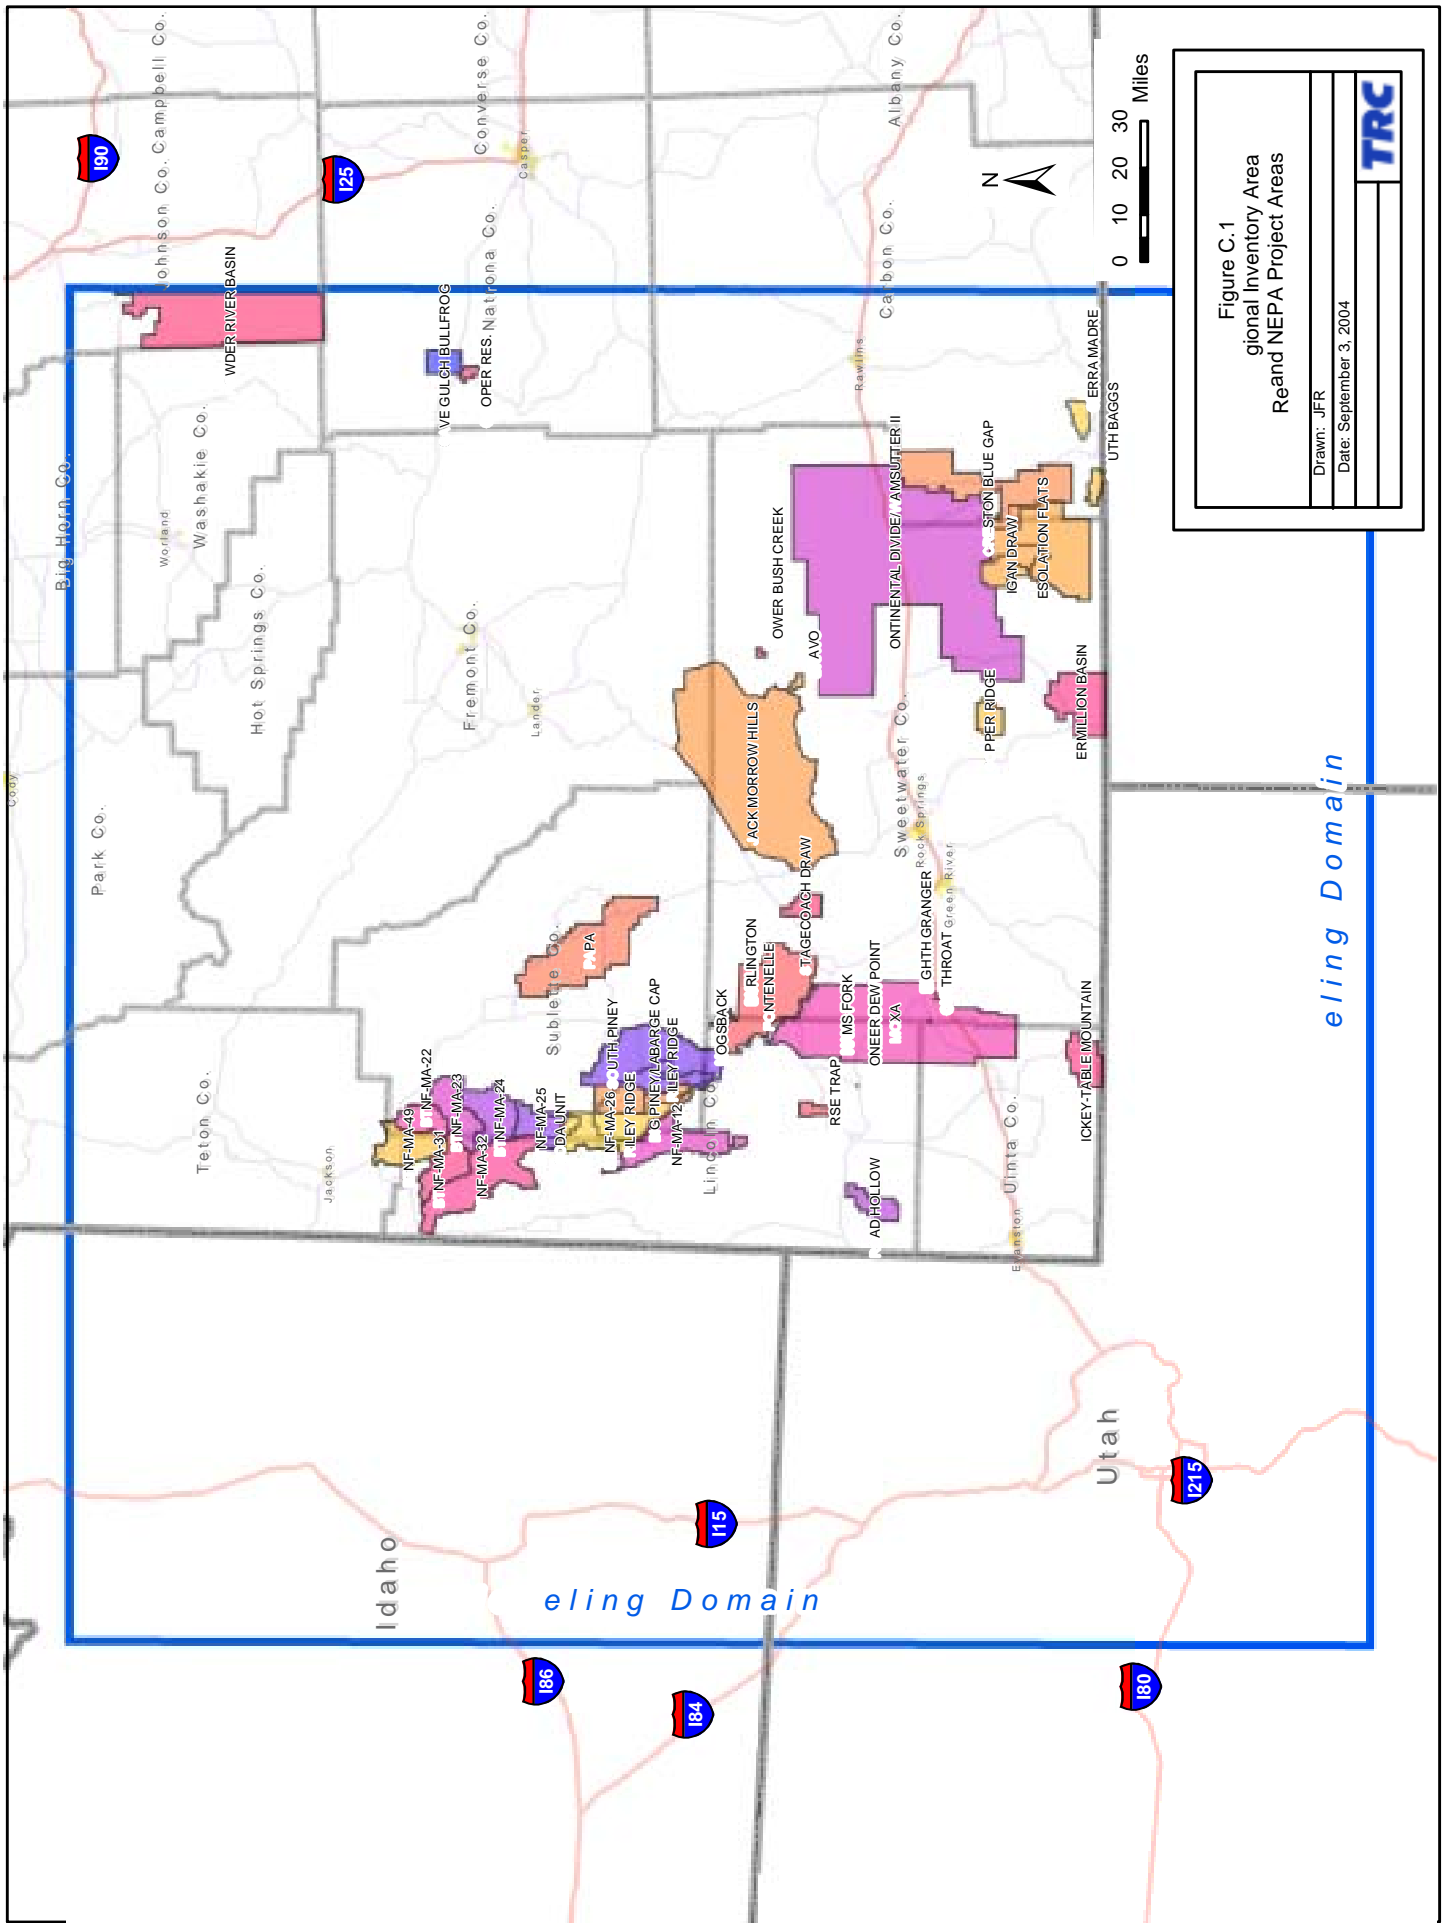 Big Horn Co.
Johnson Co.
Campbell Co.
I90
Park Co.
Cody
Worland
Washakie Co.
WDER RIVER BASIN
Teton Co.
Hot Springs Co.
Jackson
I25
Idaho
NF-MA-49
NF-MA-22
NF-MA-31
NF-MA-23
NF-MA-32
NF-MA-24
Fremont Co.
VE GULCH BULLFROG
OPER RES.
Natrona Co.
Converse Co.
Casper
Lander
I86
NF-MA-25
DA UNIT
Sublette Co.
PAPA
NF-MA-26
OUTH PINEY
ILEY RIDGE
G PINEY/LABARGE CAP
NF-MA-12
ILEY RIDGE
eling Domain
I84
I15
Lincoln Co.
OGSBACK
RLINGTON
ONTENELLE
ACK MORROW HILLS
OWER BUSH CREEK
TAGECOACH DRAW
AVO
RSE TRAP
MS FORK
ONEER DEW POINT
MOXA
AD HOLLOW
Rawlins
Carbon Co.
Albany Co.
ONTINENTAL DIVIDE/WAMSUTTER II
Sweetwater Co.
Rock Springs
GHTH GRANGER
THROAT
Green River
PPER RIDGE
ESTON BLUE GAP
IGAN DRAW
ESOLATION FLATS
Uinta Co.
Evanston
ICKEY-TABLE MOUNTAIN
ERMILLION BASIN
ERRA MADRE
UTH BAGGS
N
0 10 20 30
Miles
Utah
I80
I215
eling Domain
Figure C.1
gional Inventory Area
Reand NEPA Project Areas
Drawn: JFR
Date: September 3, 2004
TRC